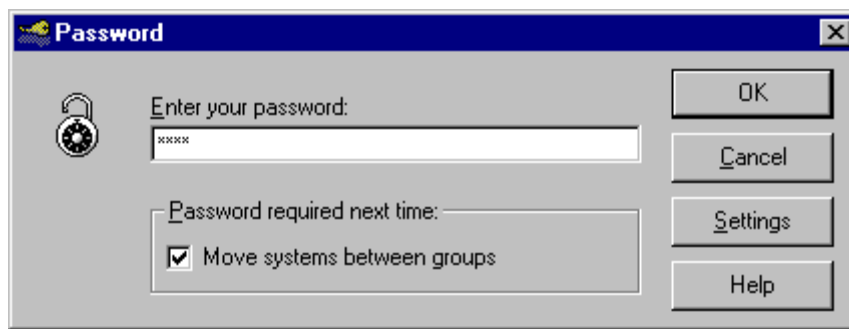 Password
Enter your password:
****
Password required next time:
Move systems between groups
OK
Cancel
Settings
Help